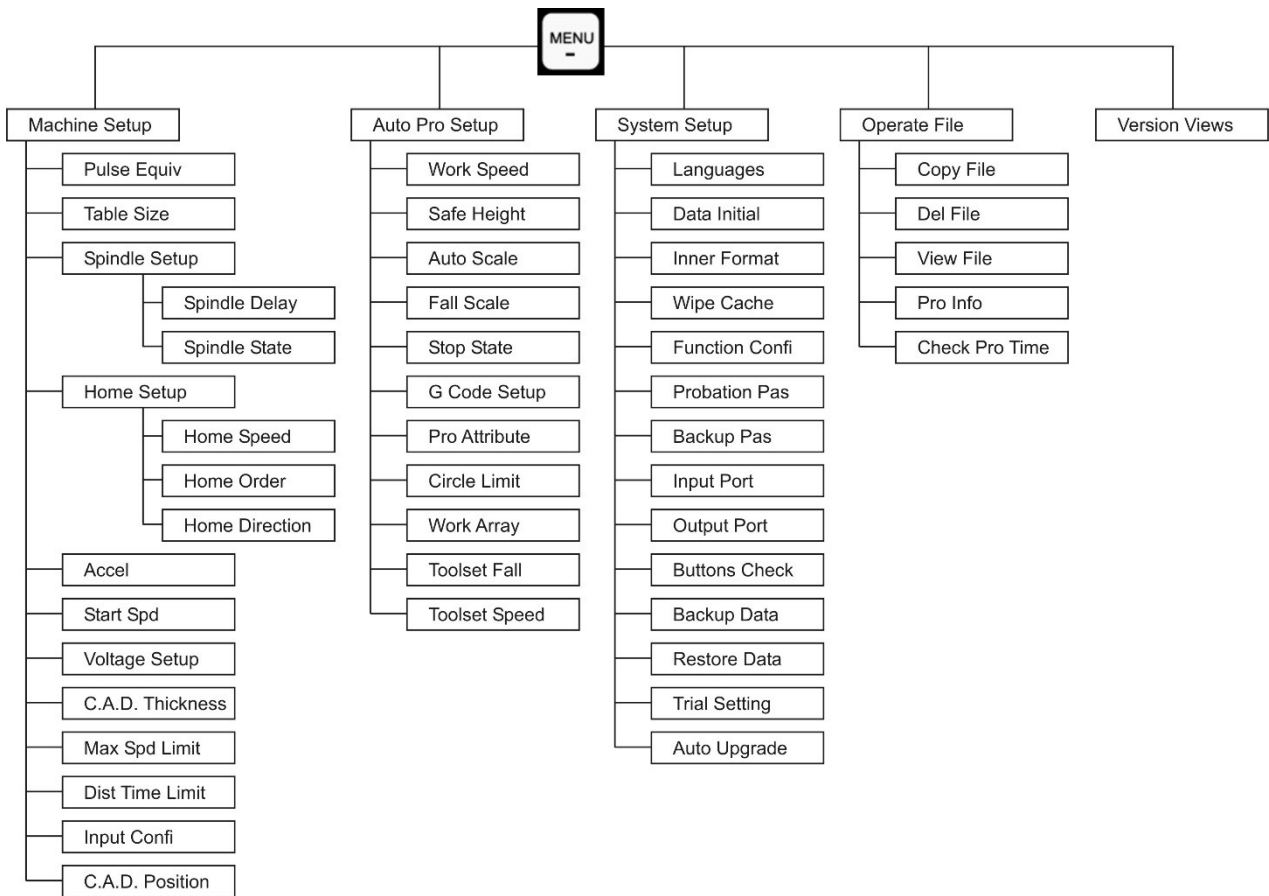 MENU
-
Machine Setup
Pulse Equiv
Table Size
Spindle Setup
Spindle Delay
Spindle State
Home Setup
Home Speed
Home Order
Home Direction
Accel
Start Spd
Voltage Setup
C.A.D. Thickness
Max Spd Limit
Dist Time Limit
Input Confi
C.A.D. Position
Auto Pro Setup
Work Speed
Safe Height
Auto Scale
Fall Scale
Stop State
G Code Setup
Pro Attribute
Circle Limit
Work Array
Toolset Fall
Toolset Speed
System Setup
Languages
Data Initial
Inner Format
Wipe Cache
Function Confi
Probation Pas
Backup Pas
Input Port
Output Port
Buttons Check
Backup Data
Restore Data
Trial Setting
Auto Upgrade
Operate File
Copy File
Del File
View File
Pro Info
Check Pro Time
Version Views